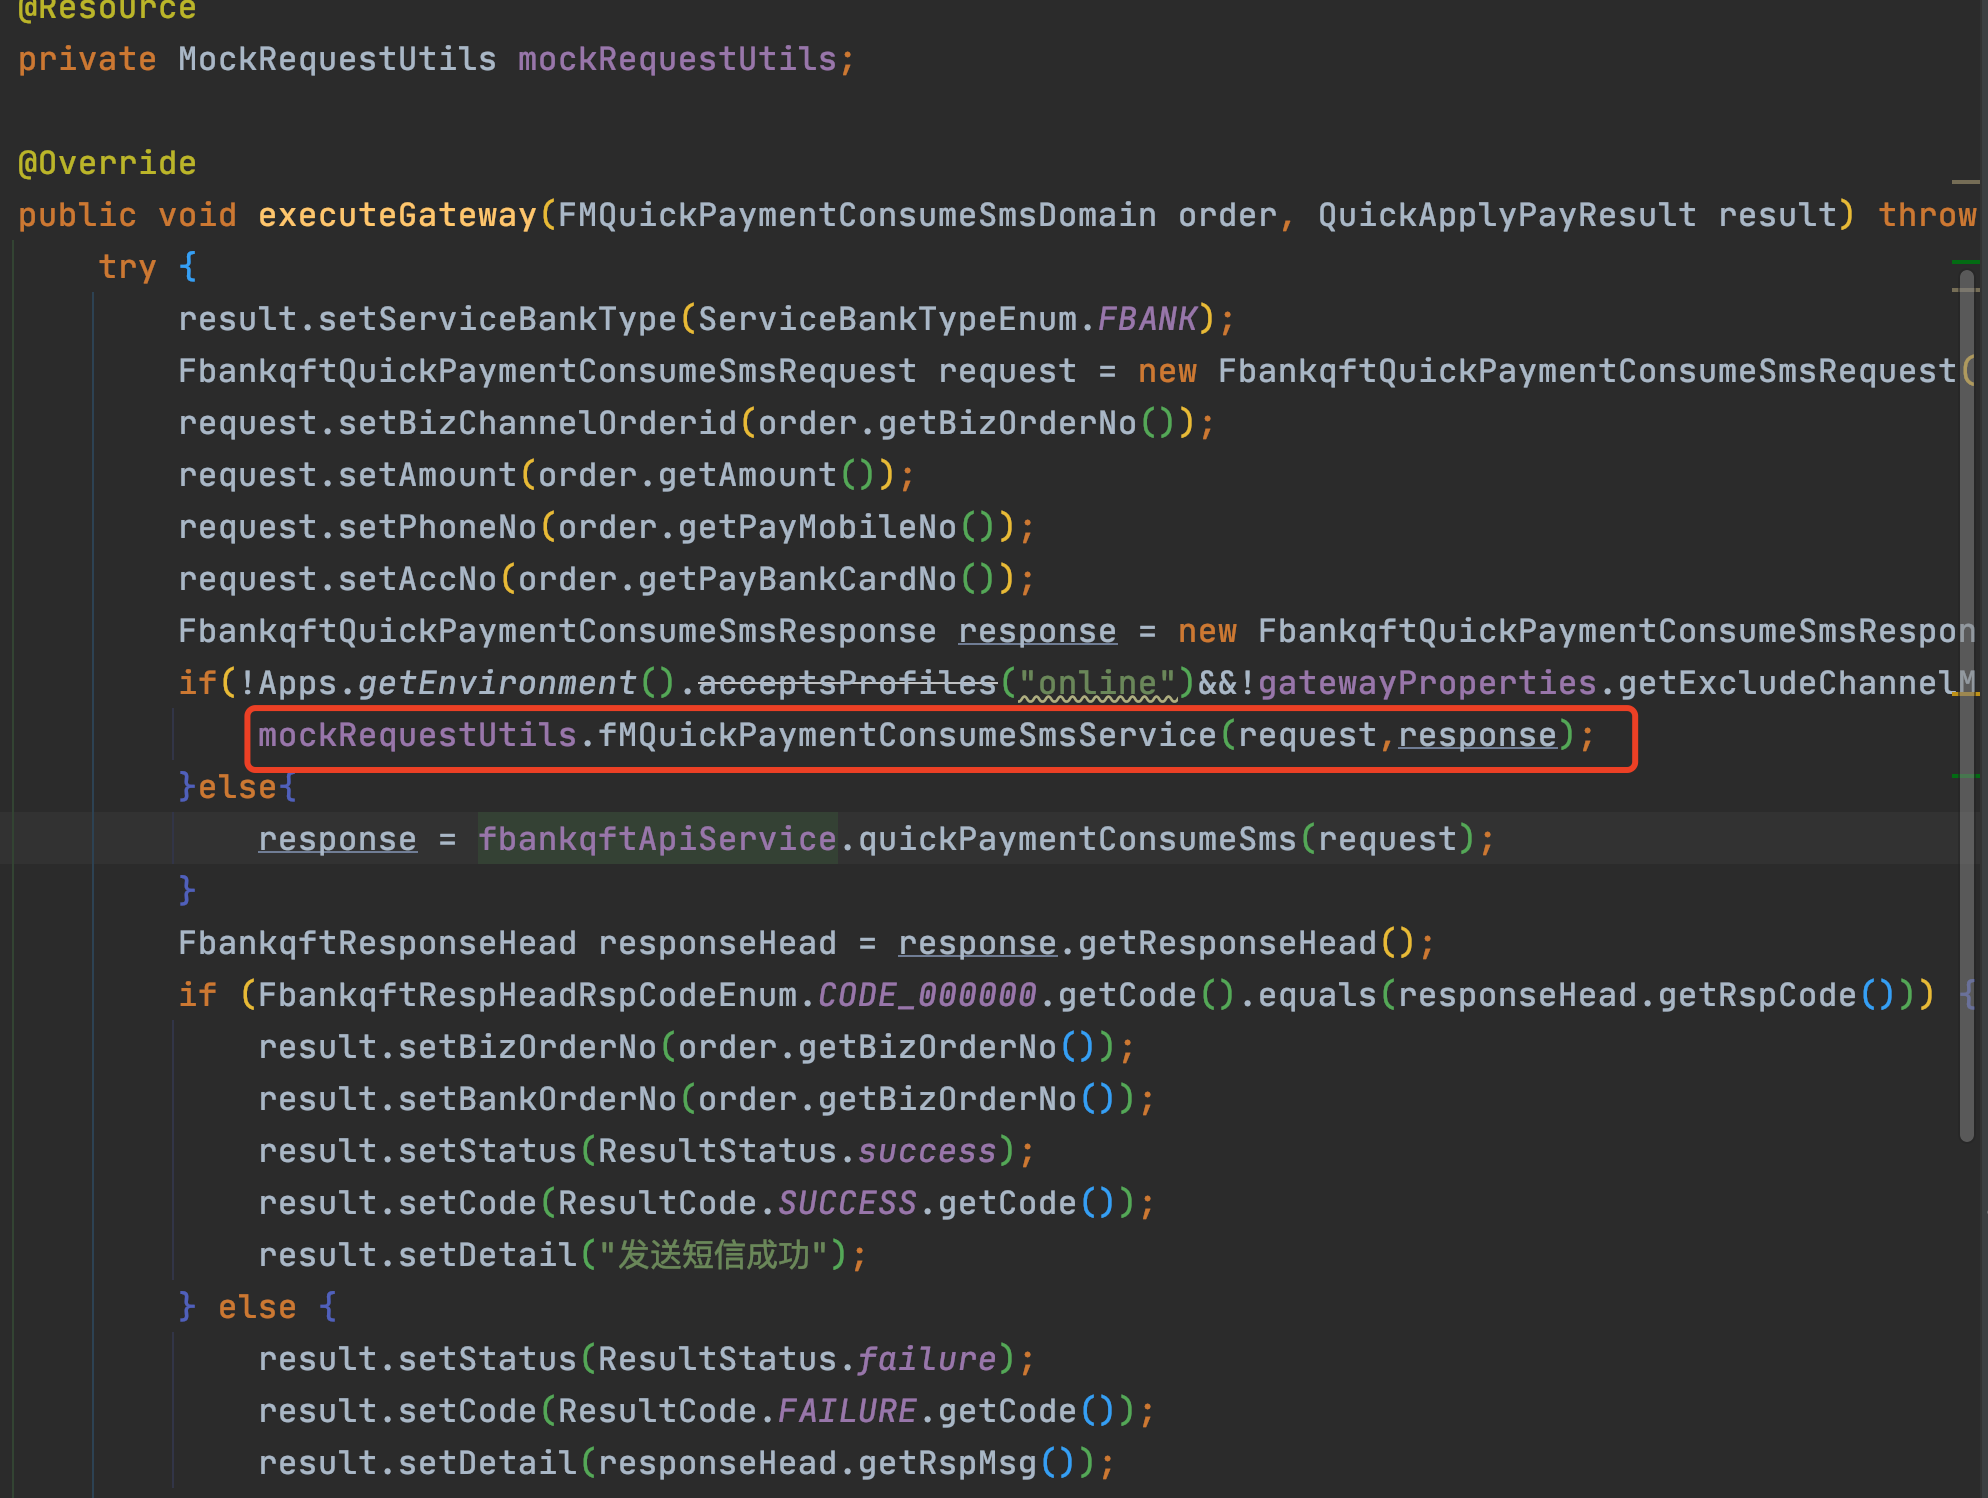 @Resource
private MockRequestUtils mockRequestUtils;
@Override
public void executeGateway(FMQuickPaymentConsumeSmsDomain order, QuickApplyPayResult result) throw
try {
result.setServiceBankType(ServiceBankTypeEnum.FBANK);
FbankqftQuickPaymentConsumeSmsRequest request = new FbankqftQuickPaymentConsumeSmsRequest(
request.setBizChannelOrderid(order.getBizOrderNo());
request.setAmount(order.getAmount());
request.setPhoneNo(order.getPayMobileNo());
request.setAccNo(order.getPayBankCardNo());
FbankqftQuickPaymentConsumeSmsResponse response = new FbankqftQuickPaymentConsumeSmsRespon
if(!Apps.getEnvironment().acceptsProfiles("online")&&!gatewayProperties.getExcludeChannelM
mockRequestUtils.fMQuickPaymentConsumeSmsService(request,response);
}else{
response = fbankqftApiService.quickPaymentConsumeSms(request);
}
FbankqftResponseHead responseHead = response.getResponseHead();
if (FbankqftRespHeadRspCodeEnum.CODE_000000.getCode().equals(responseHead.getRspCode())) {
result.setBizOrderNo(order.getBizOrderNo());
result.setBankOrderNo(order.getBizOrderNo());
result.setStatus(ResultStatus.success);
result.setCode(ResultCode.SUCCESS.getCode());
result.setDetail("发送短信成功");
} else {
result.setStatus(ResultStatus.failure);
result.setCode(ResultCode.FAILURE.getCode());
result.setDetail(responseHead.getRspMsg());